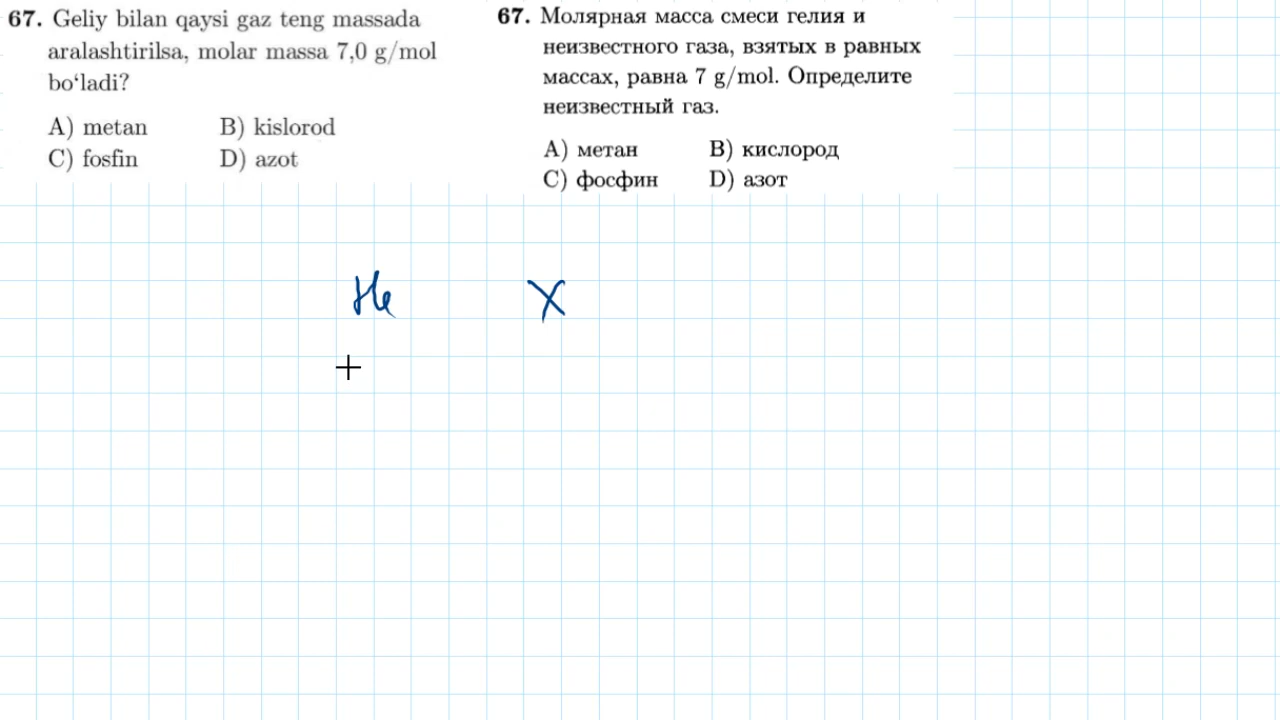 67. Geliy bilan qaysi gaz teng massada
aralashtirilsa, molar massa 7,0 g/mol
bo‘ladi?
A) metan B) kislorod
C) fosfin D) azot
67. Молярная масса смеси гелия и
неизвестного газа, взятых в равных
массах, равна 7 g/mol. Определите
неизвестный газ.
A) метан B) кислород
C) фосфин D) азот
He X